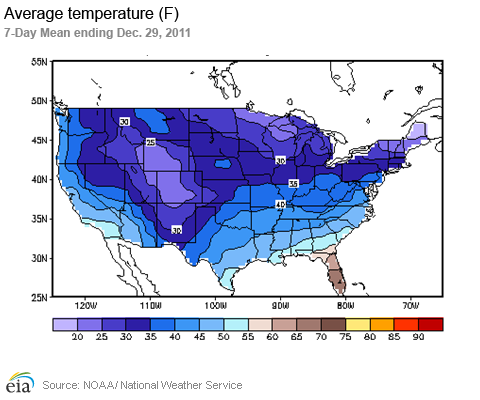 Average temperature (F)
7-Day Mean ending Dec. 29, 2011
55N
50N
45N
40N
35N
30N
25N
30
25
30
35
40
30
120W 110W 100W 90W 80W 70W
20 25 30 35 40 45 50 55 60 65 70 75 80 85 90
eia Source: NOAA/National Weather Service